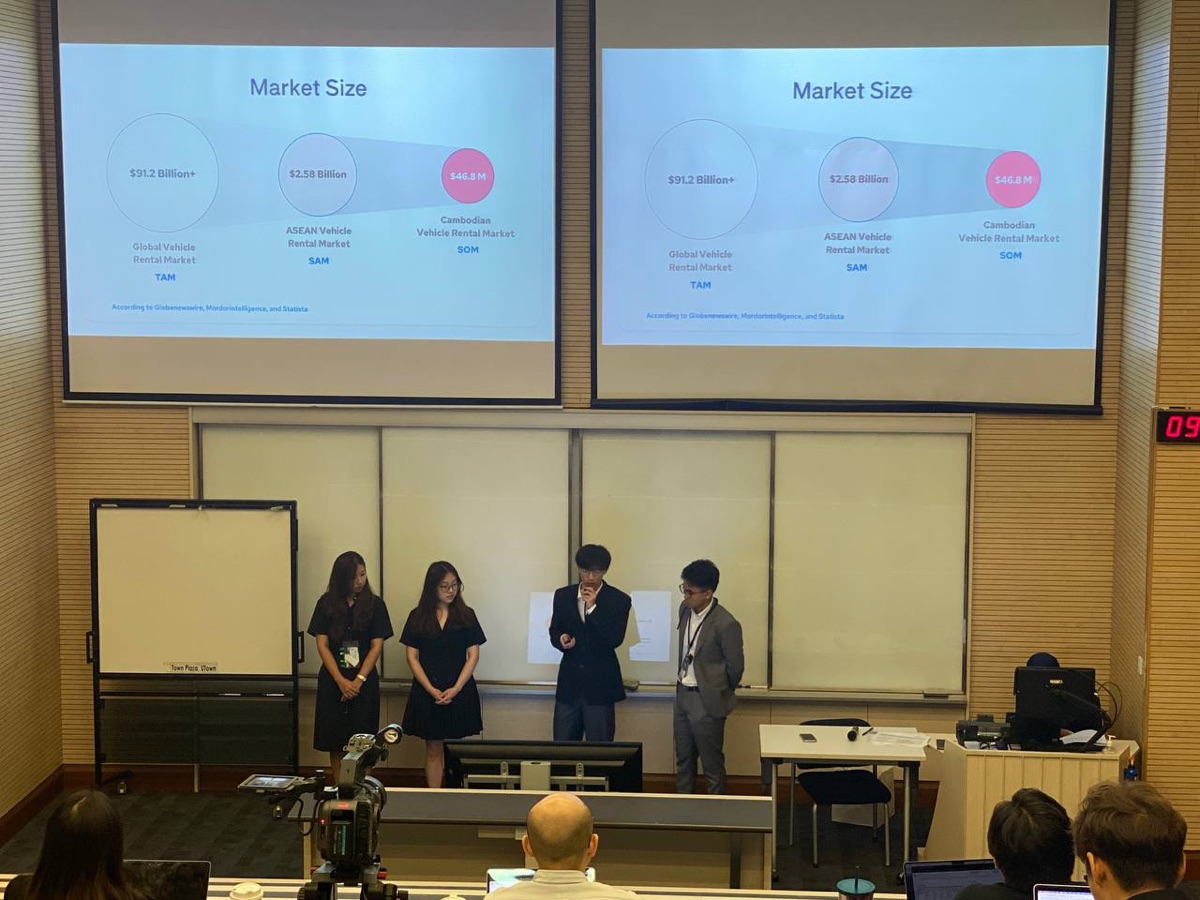 Market Size
$91.2 Billion+
$2.58 Billion
$46.8 M
Global Vehicle
Rental Market
TAM
ASEAN Vehicle
Rental Market
SAM
Cambodian
Vehicle Rental Market
SOM
According to Globenewswire, Mordorintelligence, and Statista
Market Size
$91.2 Billion+
$2.58 Billion
$46.8 M
Global Vehicle
Rental Market
TAM
ASEAN Vehicle
Rental Market
SAM
Cambodian
Vehicle Rental Market
SOM
According to Globenewswire, Mordorintelligence, and Statista
09
Town Plaza, UTown